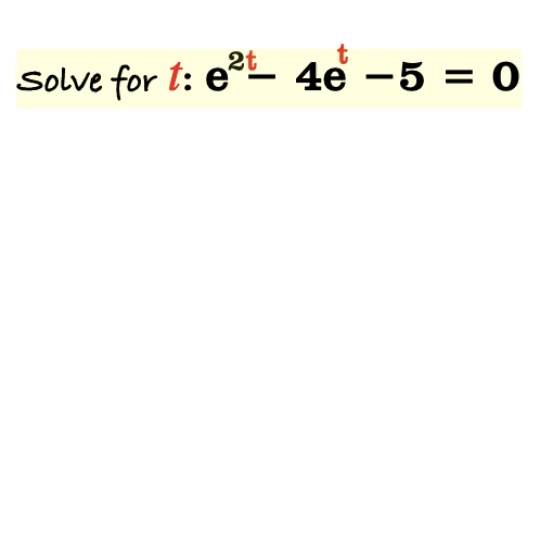 Solve for t: e²ᵗ − 4eᵗ − 5 = 0